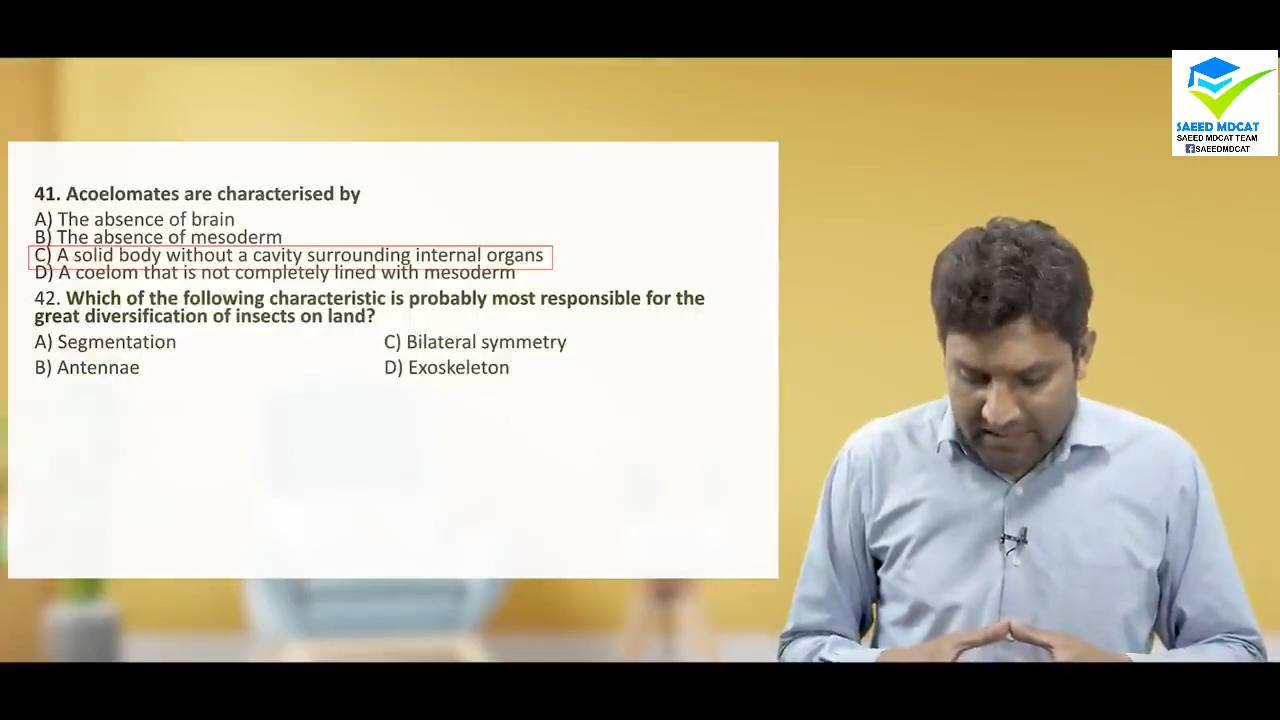 SAEED MDCAT
SAEED MDCAT TEAM
SAEEDMDCAT
41. Acoelomates are characterised by
A) The absence of brain
B) The absence of mesoderm
C) A solid body without a cavity surrounding internal organs
D) A coelom that is not completely lined with mesoderm
42. Which of the following characteristic is probably most responsible for the
great diversification of insects on land?
A) Segmentation
C) Bilateral symmetry
B) Antennae
D) Exoskeleton